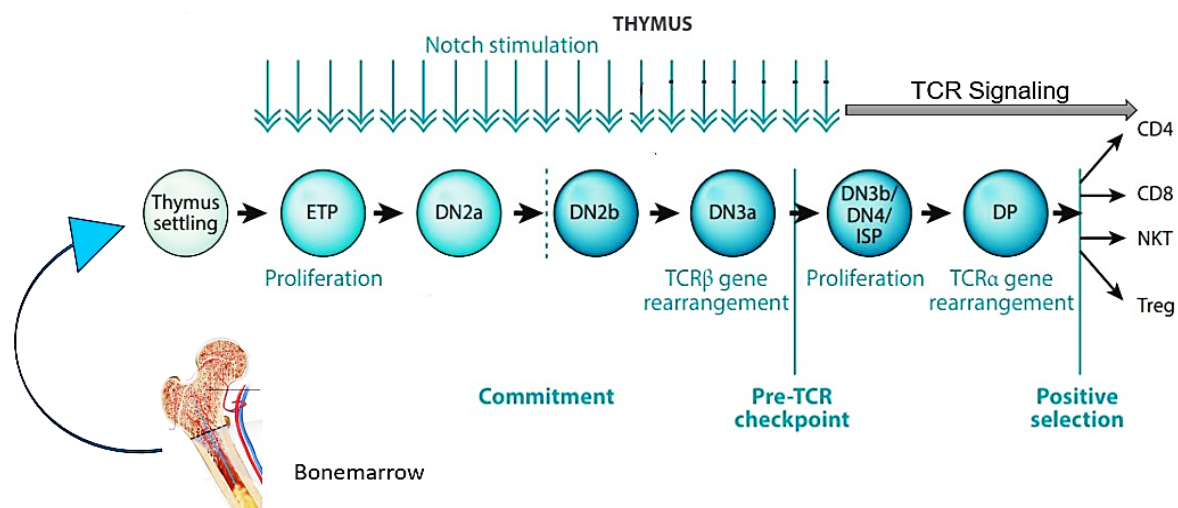 THYMUS
Notch stimulation
TCR Signaling
CD4
CD8
NKT
Treg
Thymus
settling
ETP
DN2a
DN2b
DN3a
DN3b/
DN4/
ISP
DP
Proliferation
TCRβ gene
rearrangement
Proliferation
TCRα gene
rearrangement
Commitment
Pre-TCR
checkpoint
Positive
selection
Bonemarrow